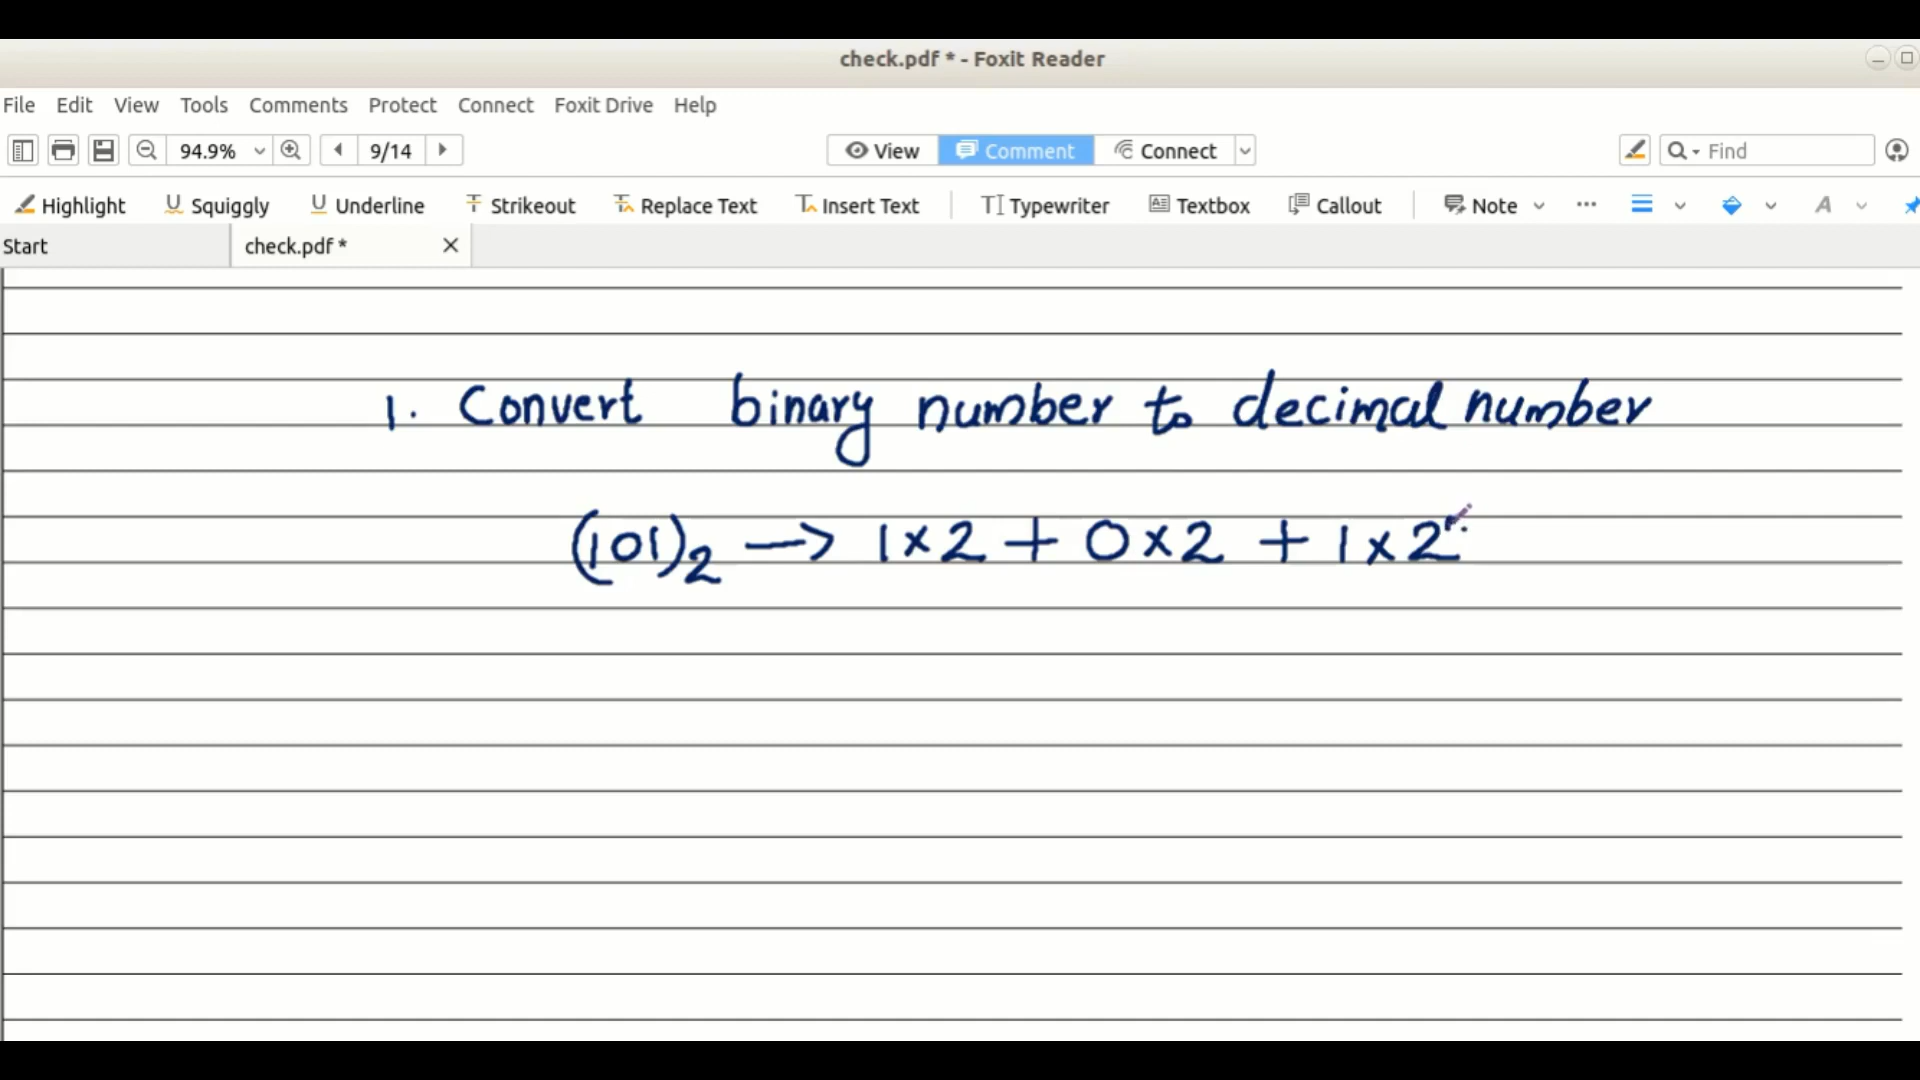 check.pdf * - Foxit Reader
File Edit View Tools Comments Protect Connect Foxit Drive Help
94.9% 9/14 View Comment Connect Find
Highlight Squiggly Underline Strikeout Replace Text Insert Text Typewriter Textbox Callout Note ...
Start check.pdf *
1. Convert binary number to decimal number
(101)₂ → 1 × 2 + 0 × 2 + 1 × 2